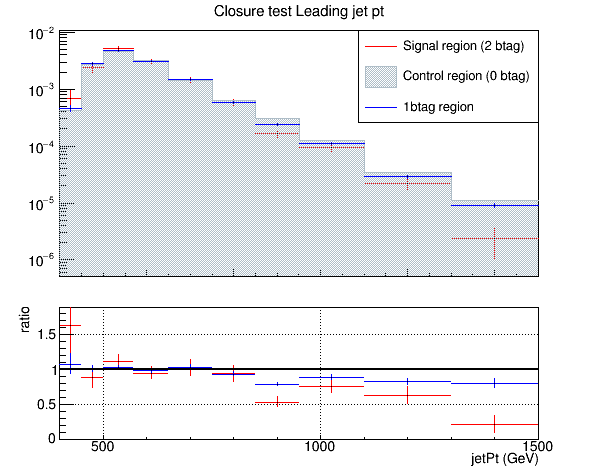 Closure test Leading jet pt
10⁻²
10⁻³
10⁻⁴
10⁻⁵
10⁻⁶
Signal region (2 btag)
Control region (0 btag)
1btag region
ratio
1.5
1
0.5
0
500
1000
1500
jetPt (GeV)